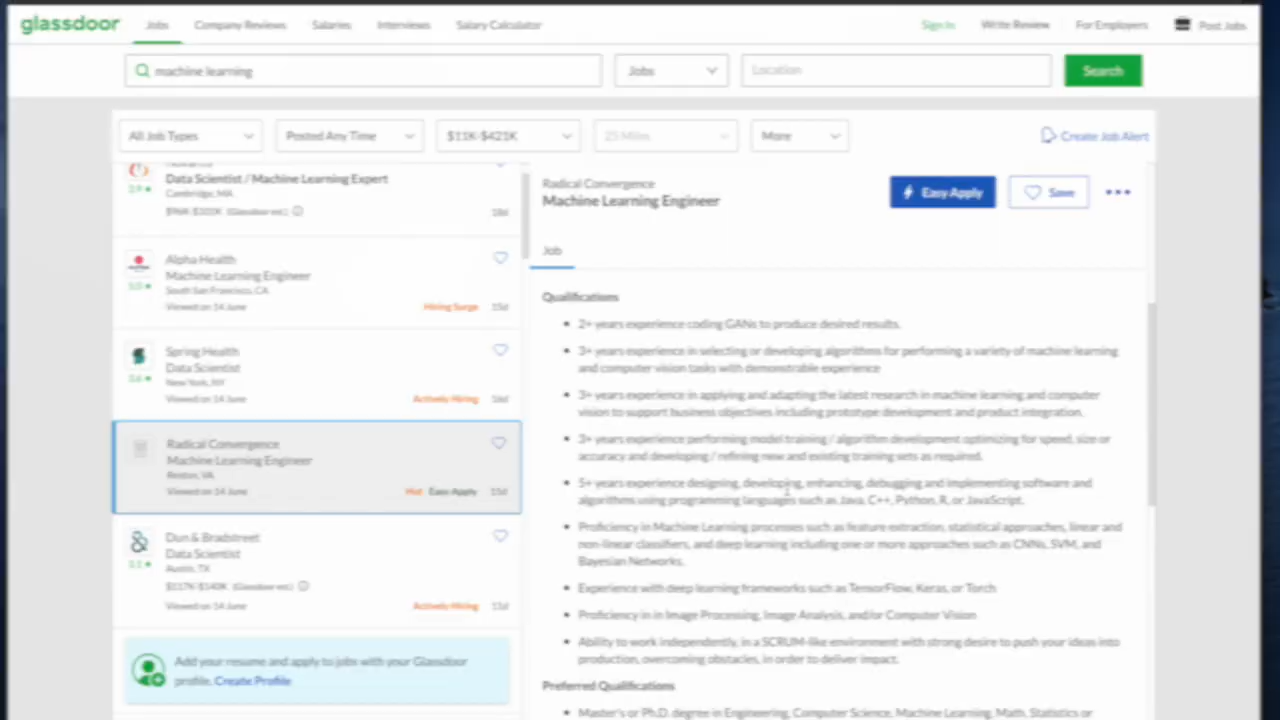 glassdoor
Jobs
Company Reviews
Salaries
Interviews
Salary Calculator
Sign In
Write Review
For Employers
Post Jobs
machine learning
Jobs
Location
Search
All Job Types
Posted Any Time
$11K-$421K
25 Miles
More
Create Job Alert
Data Scientist / Machine Learning Expert
Cambridge, MA
(Glassdoor est.)
18d
Alpha Health
Machine Learning Engineer
South San Francisco, CA
Viewed on 14 June
Hiring Surge
15d
Spring Health
Data Scientist
New York, NY
Viewed on 14 June
Actively Hiring
16d
Radical Convergence
Machine Learning Engineer
Reston, VA
Viewed on 14 June
Hot
Easy Apply
15d
Dun & Bradstreet
Data Scientist
Austin, TX
$117K-$140K (Glassdoor est.)
Viewed on 14 June
Actively Hiring
Add your resume and apply to jobs with your Glassdoor
profile. Create Profile
Radical Convergence
Machine Learning Engineer
Easy Apply
Save
Job
Qualifications
• 2+ years experience coding GANs to produce desired results.
• 3+ years experience in selecting or developing algorithms for performing a variety of machine learning
and computer vision tasks with demonstrable experience
• 3+ years experience in applying and adapting the latest research in machine learning and computer
vision to support business objectives including prototype development and product integration.
• 3+ years experience performing model training / algorithm development optimizing for speed, size or
accuracy and developing / refining new and existing training sets as required.
• 5+ years experience designing, developing, enhancing, debugging and implementing software and
algorithms using programming languages such as Java, C++, Python, R, or JavaScript.
• Proficiency in Machine Learning processes such as feature extraction, statistical approaches, linear and
non-linear classifiers, and deep learning including one or more approaches such as CNNs, SVM, and
Bayesian Networks.
• Experience with deep learning frameworks such as TensorFlow, Keras, or Torch
• Proficiency in in Image Processing, Image Analysis, and/or Computer Vision
• Ability to work independently, in a SCRUM-like environment with strong desire to push your ideas into
production, overcoming obstacles, in order to deliver impact.
Preferred Qualifications
• Master's or Ph.D. degree in Engineering, Computer Science, Machine Learning, Math, Statistics or